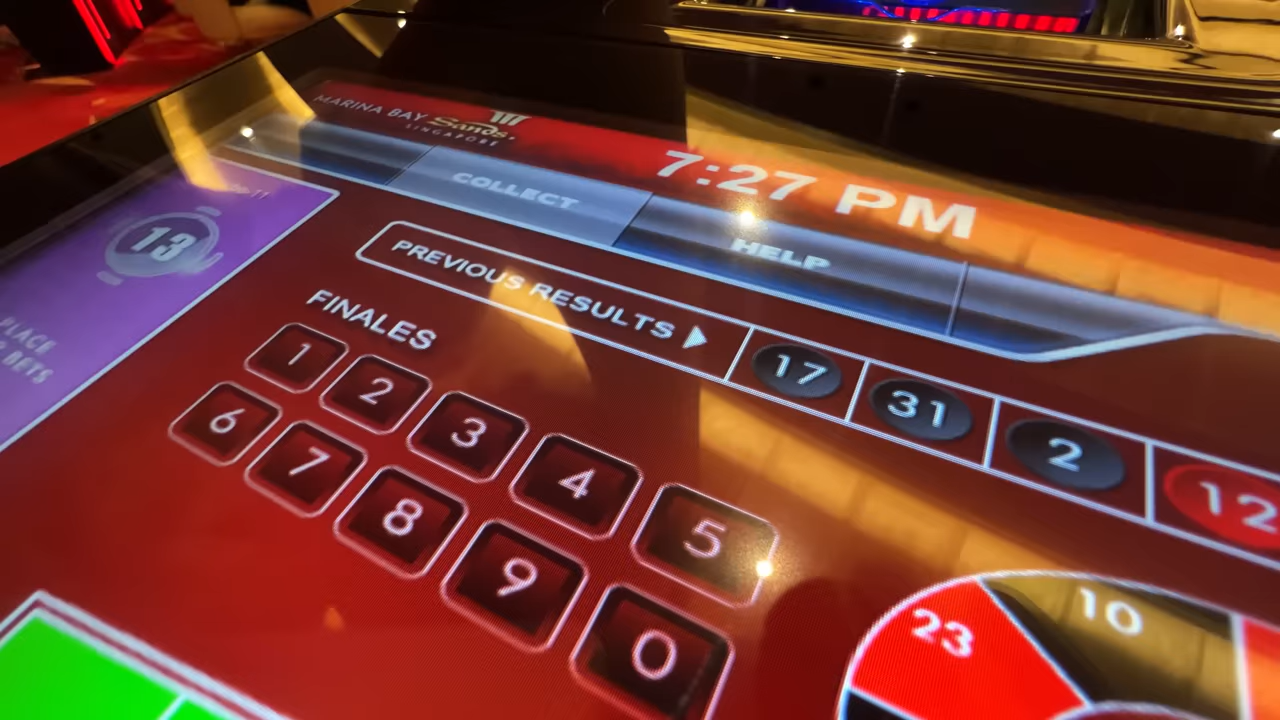 MARINA BAY
Sands
SINGAPORE
7:27 PM
COLLECT
HELP
13
PLACE
BETS
PREVIOUS RESULTS
17 31 2 12
FINALES
1 2 3 4 5
6 7 8 9 0
23 10